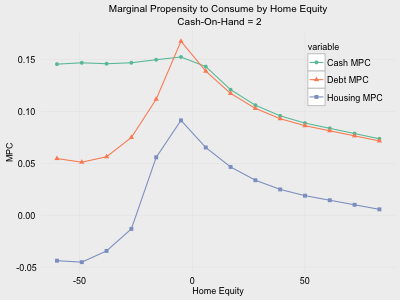 Marginal Propensity to Consume by Home Equity
Cash-On-Hand = 2
variable
Cash MPC
Debt MPC
Housing MPC
MPC
0.15
0.10
0.05
0.00
-0.05
-50
0
50
Home Equity